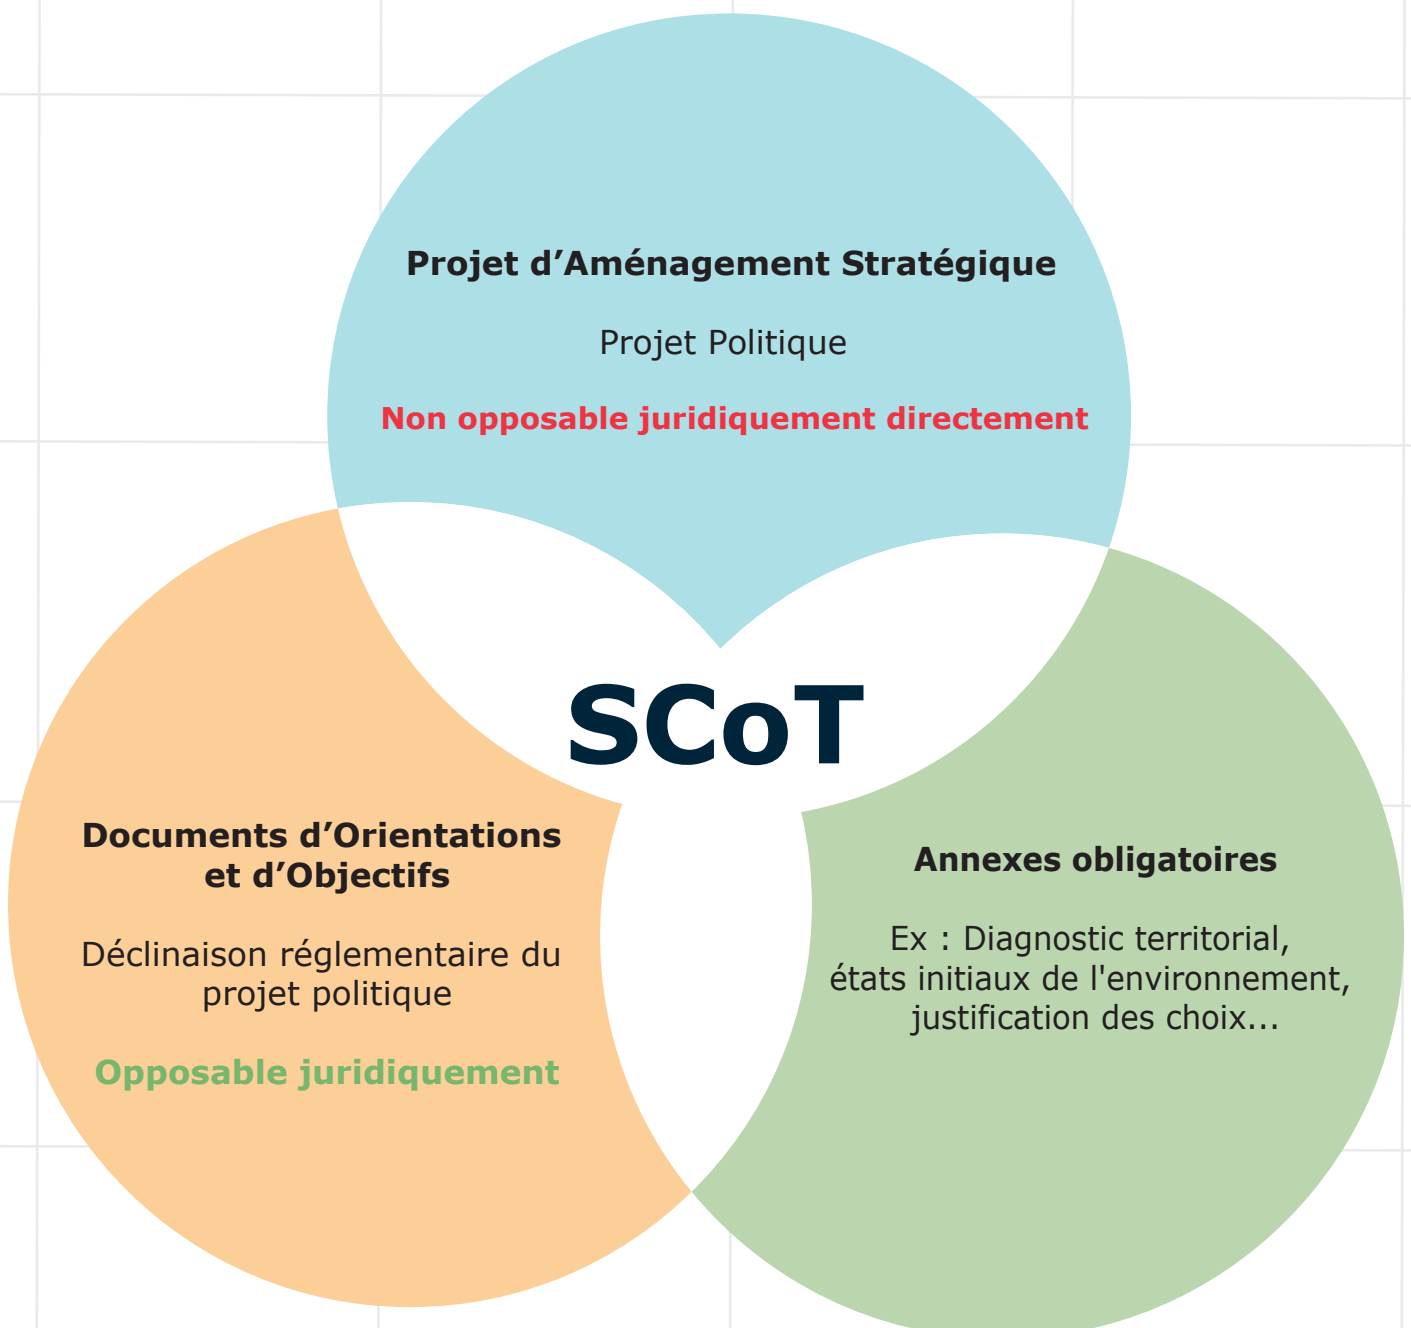 Projet d’Aménagement Stratégique
Projet Politique
Non opposable juridiquement directement
SCoT
Documents d’Orientations
et d’Objectifs
Déclinaison réglementaire du
projet politique
Opposable juridiquement
Annexes obligatoires
Ex : Diagnostic territorial,
états initiaux de l'environnement,
justification des choix...